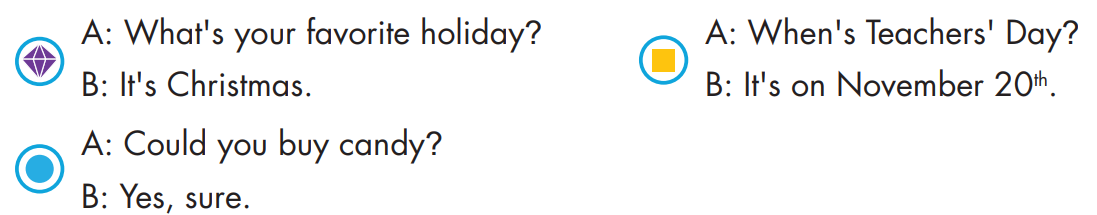 A: What's your favorite holiday?
B: It's Christmas.
A: When's Teachers' Day?
B: It's on November 20th.
A: Could you buy candy?
B: Yes, sure.